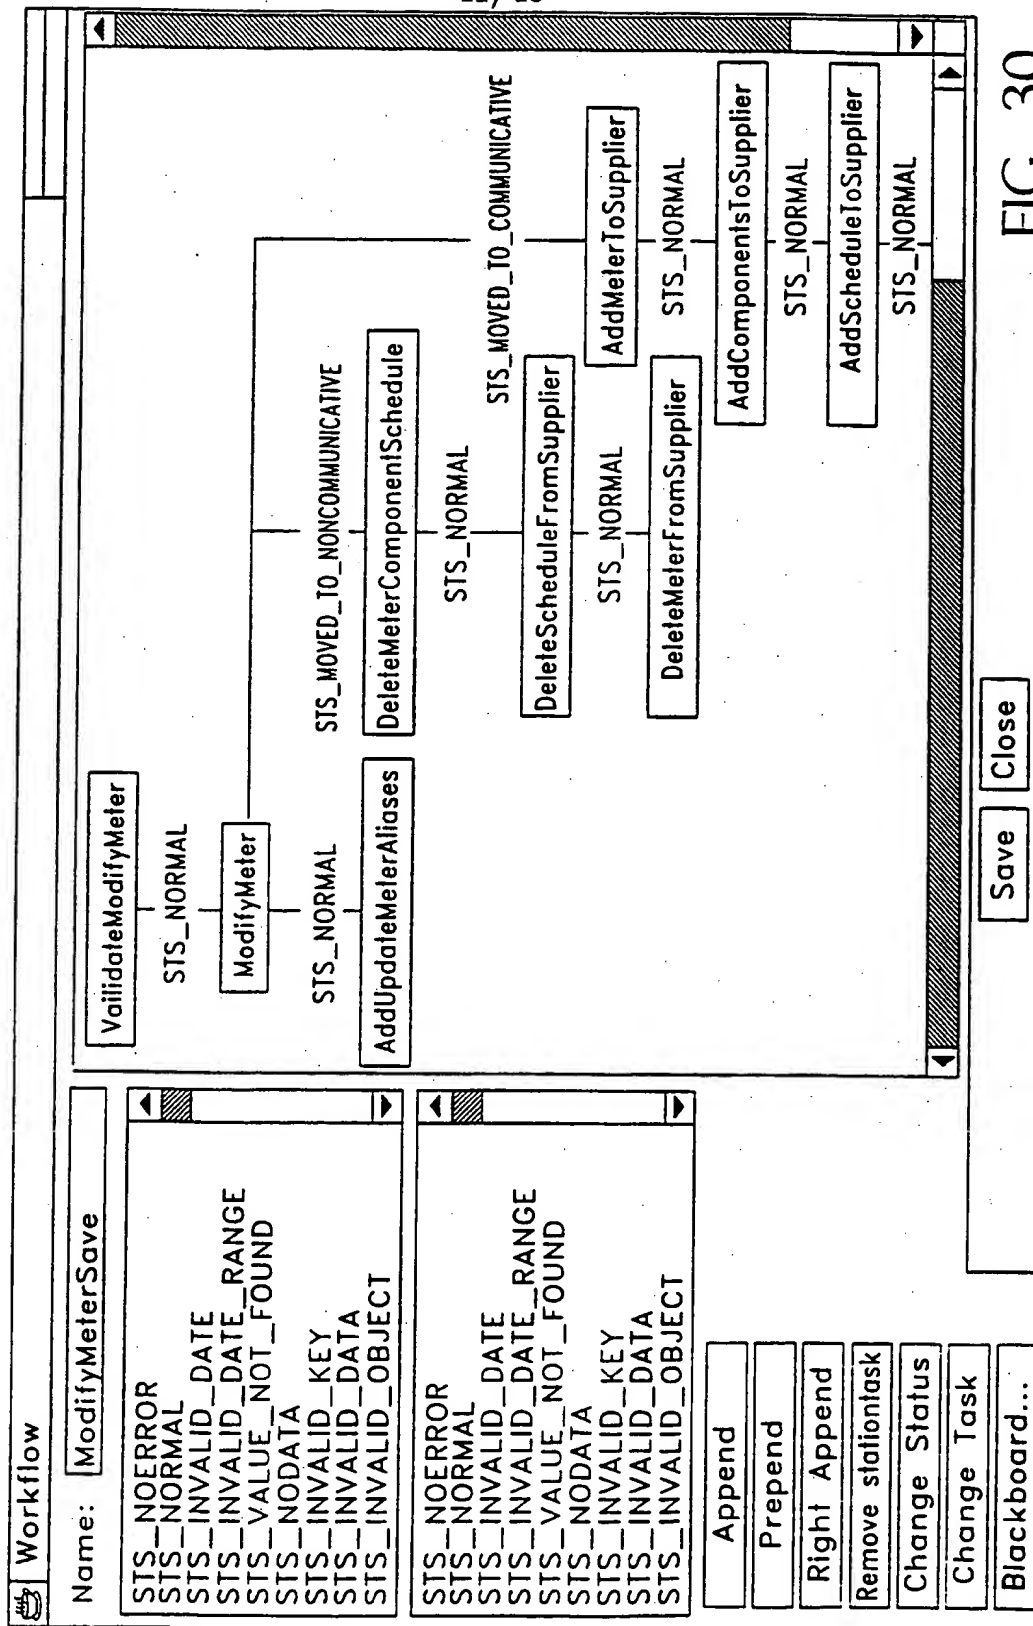 Workflow
Name: ModifyMeterSave
STS_NOERROR
STS_NORMAL
STS_INVALID_DATE
STS_INVALID_DATE_RANGE
STS_VALUE_NOT_FOUND
STS_NODATA
STS_INVALID_KEY
STS_INVALID_DATA
STS_INVALID_OBJECT
STS_NOERROR
STS_NORMAL
STS_INVALID_DATE
STS_INVALID_DATE_RANGE
STS_VALUE_NOT_FOUND
STS_NODATA
STS_INVALID_KEY
STS_INVALID_DATA
STS_INVALID_OBJECT
Append
Prepend
Right Append
Remove stationtask
Change Status
Change Task
Blackboard...
VailidateModifyMeter
STS_NORMAL
ModifyMeter
STS_NORMAL
AddUpdateMeterAliases
STS_MOVED_TO_NONCOMMUNICATIVE
DeleteMeterComponentSchedule
STS_NORMAL
DeleteScheduleFromSupplier
STS_NORMAL
DeleteMeterFromSupplier
STS_MOVED_TO_COMMUNICATIVE
AddMeterToSupplier
STS_NORMAL
AddComponentsToSupplier
STS_NORMAL
AddScheduleToSupplier
STS_NORMAL
Save Close
FIG. 30